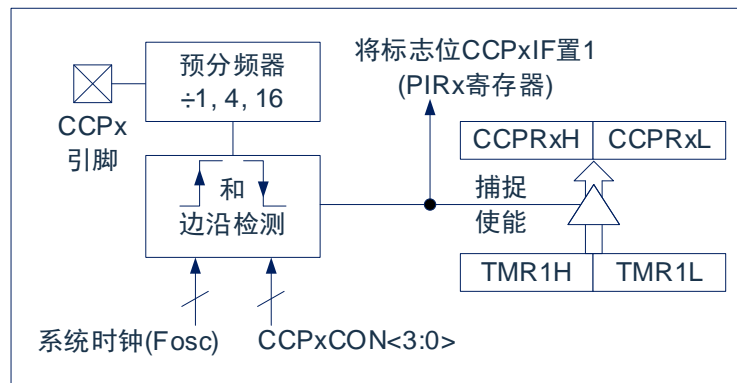 预分频器
÷1, 4, 16
CCPx
引脚
和
边沿检测
系统时钟(Fosc)
CCPxCON<3:0>
将标志位CCPxIF置1
(PIRx寄存器)
CCPRxH
CCPRxL
捕捉
使能
TMR1H
TMR1L